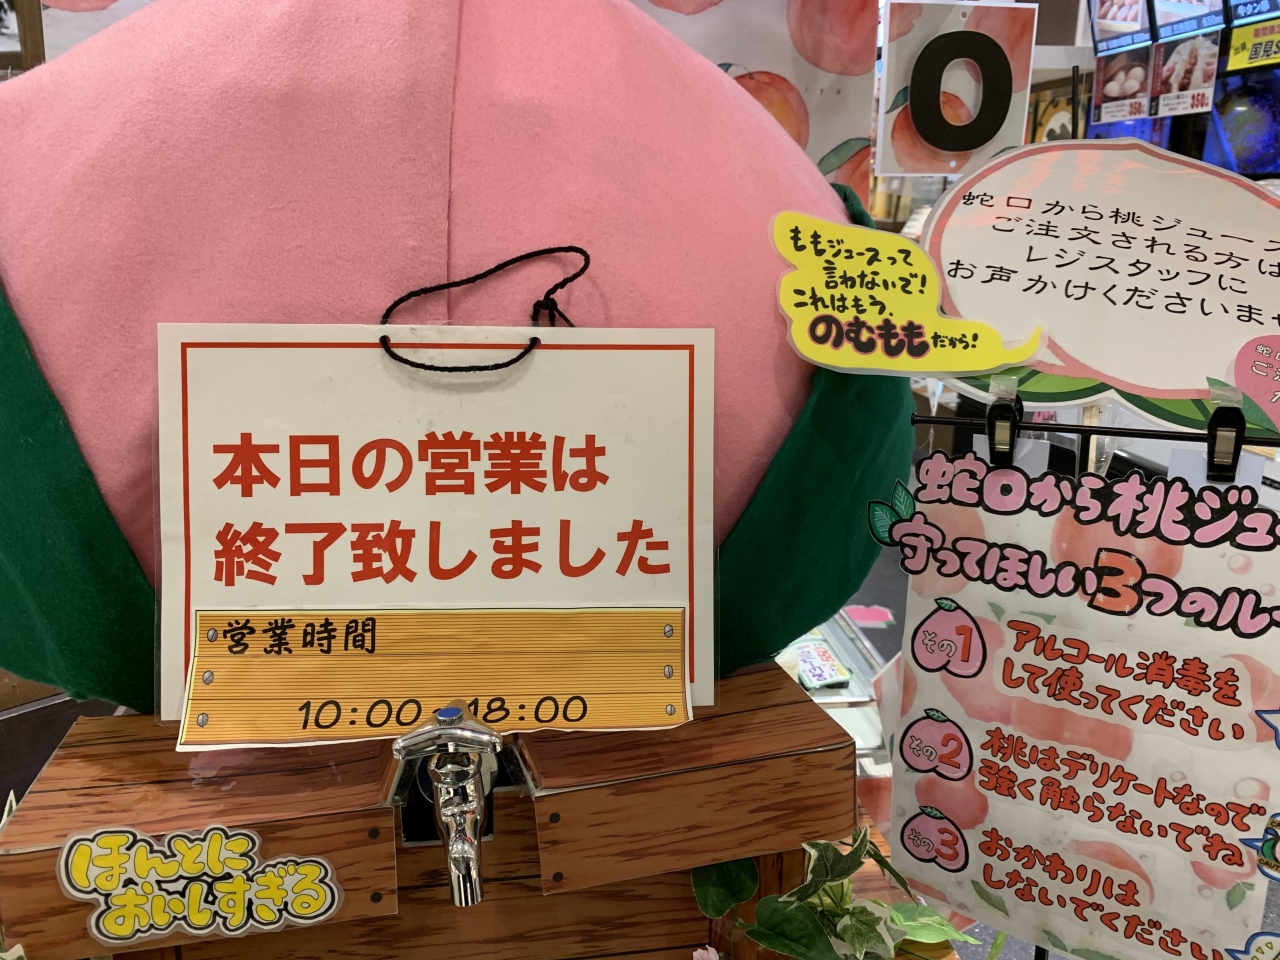 O
蛇口から桃ジュース
ご注文される方は
レジスタッフに
お声かけくださいませ
ももジュースって
言わないで!
これはもう、
のむももだから!
本日の営業は
終了致しました
営業時間
10:00~18:00
ほんとに
おいしすぎる
蛇口から桃ジュー
守ってほしい3つのルー
その1
アルコール消毒を
して使ってください
その2
桃はデリケートなので
強く触らないでね
その3
おかわりは
しないでください